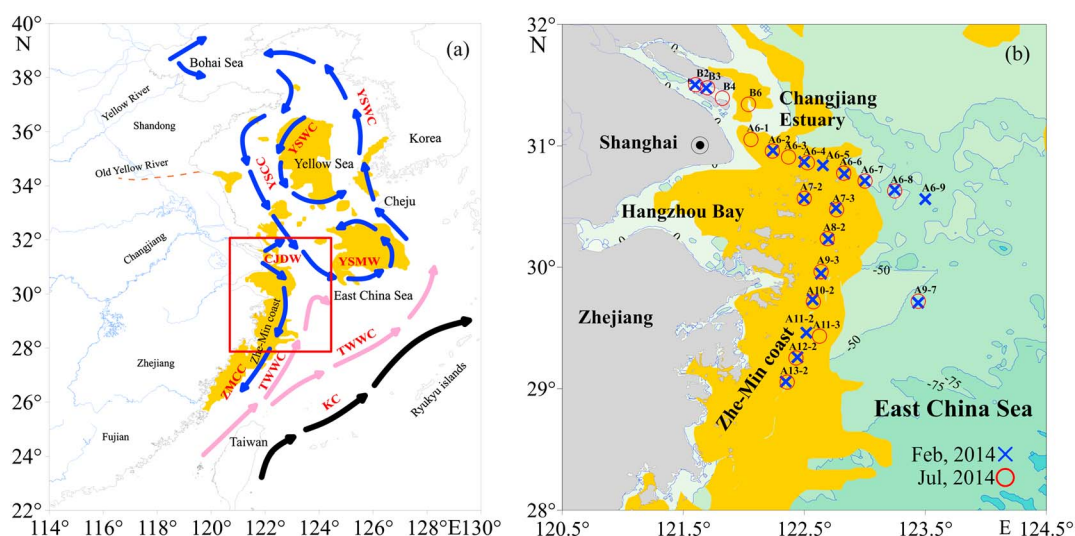 40°
N
38°
36°
34°
32°
30°
28°
26°
24°
22°
114
116
118
120
122
124
126
128°E
130°
(a)
Bohai Sea
Yellow River
Shandong
Korea
YSWC
YSWC
Yellow Sea
Old Yellow River
YSCC
Cheju
Changjiang
CJDW
YSMW
East China Sea
Zhe-Min coast
Zhejiang
TWWC
TWWC
ZMCC
Ryukyu islands
KC
Fujian
Taiwan
32°
N
31°
30°
29°
28°
120.5
121.5
122.5
123.5
E
124.5°
(b)
0
B2
B3
B4
B6
Changjiang
Estuary
Shanghai
A6-1
A6-2
A6-3
A6-4
A6-5
A6-6
A6-7
A6-8
A6-9
0
A7-2
A7-3
Hangzhou Bay
0
0
A8-2
A9-3
-50
A10-2
A9-7
Zhejiang
A11-2
A11-3
A12-2
-50
A13-2
-75
-75
Zhe-Min coast
East China Sea
Feb, 2014
Jul, 2014